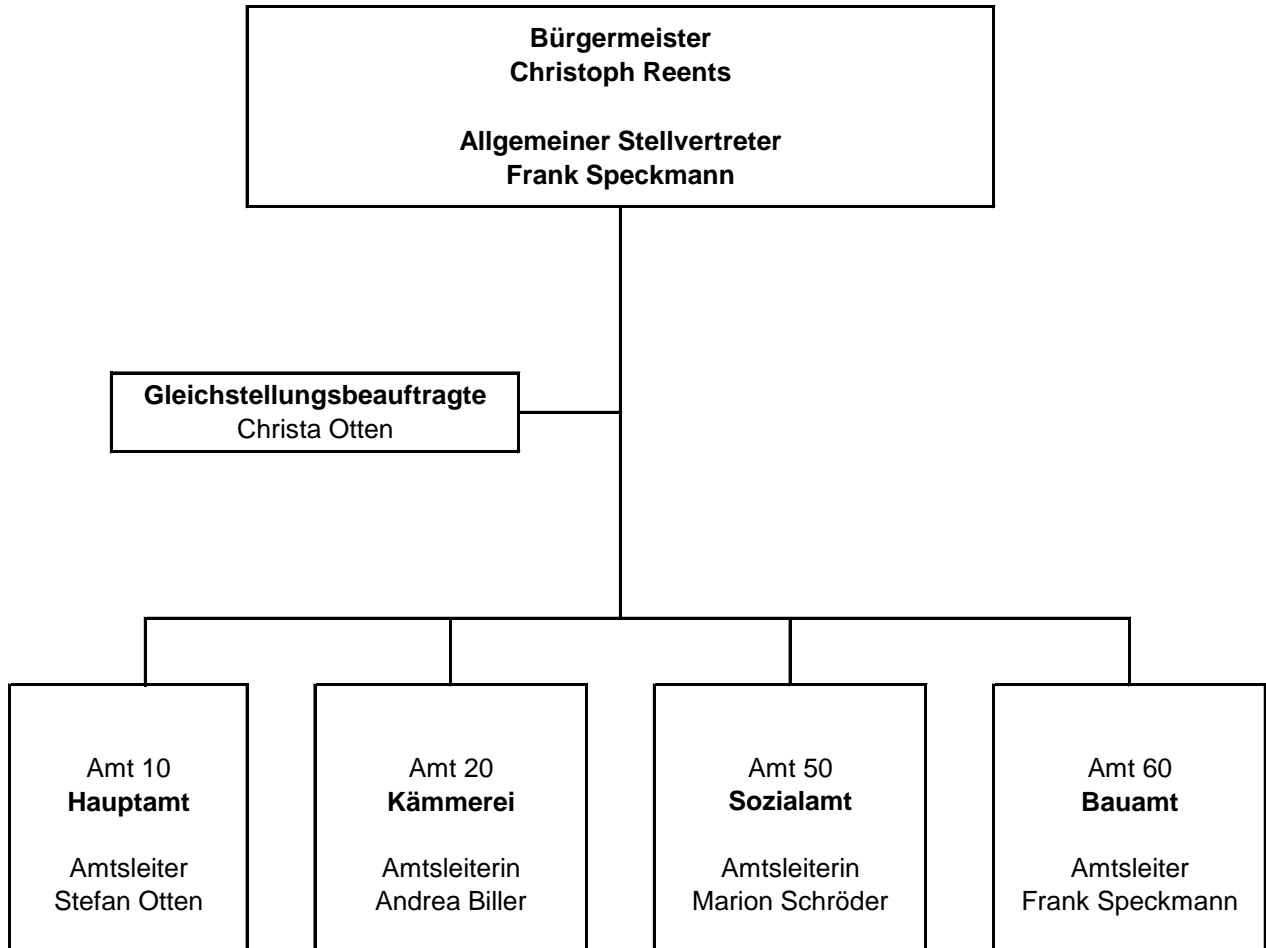 Bürgermeister
Christoph Reents
Allgemeiner Stellvertreter
Frank Speckmann
Gleichstellungsbeauftragte
Christa Otten
Amt 10
Hauptamt
Amtsleiter
Stefan Otten
Amt 20
Kämmerei
Amtsleiterin
Andrea Biller
Amt 50
Sozialamt
Amtsleiterin
Marion Schröder
Amt 60
Bauamt
Amtsleiter
Frank Speckmann